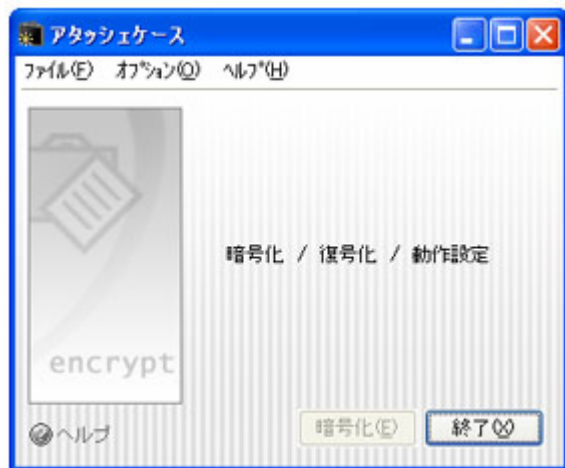 アタッシェケース
ファイル(F) オプション(O) ヘルプ(H)
暗号化 / 復号化 / 動作設定
encrypt
ヘルプ
暗号化(E) 終了(X)